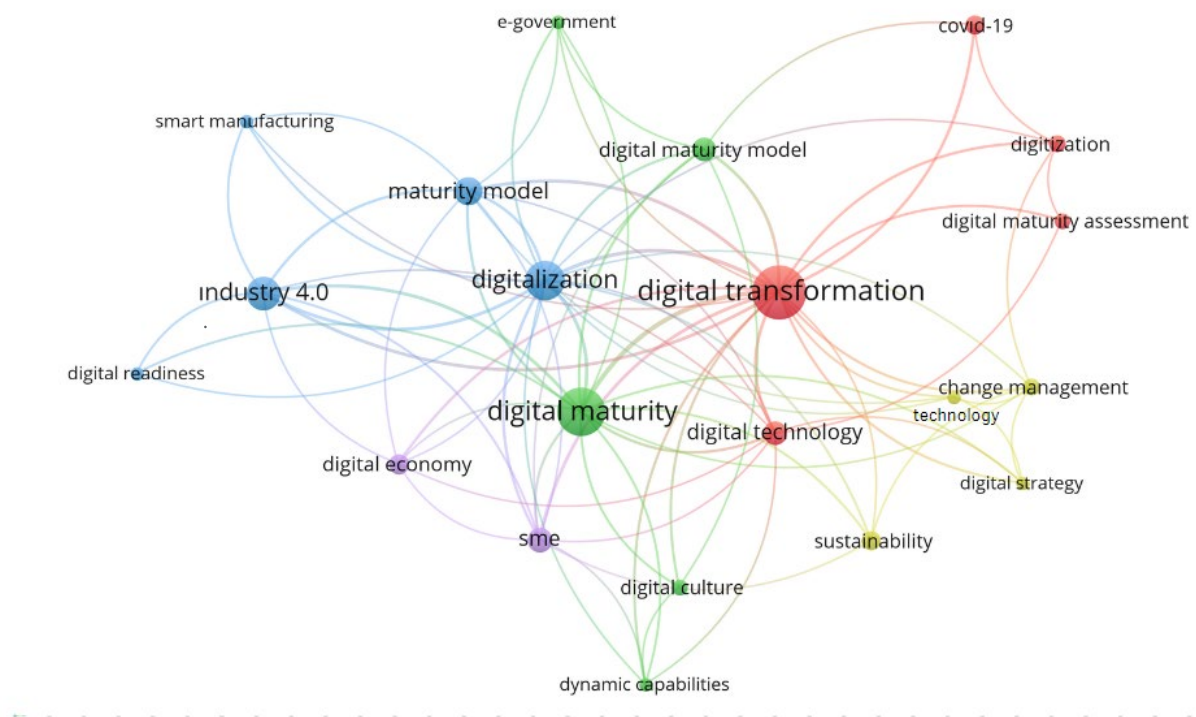 e-government
covid-19
smart manufacturing
digital maturity model
digitization
maturity model
digital maturity assessment
digitalization
digital transformation
industry 4.0
digital readiness
change management
digital maturity
technology
digital technology
digital economy
digital strategy
sme
sustainability
digital culture
dynamic capabilities